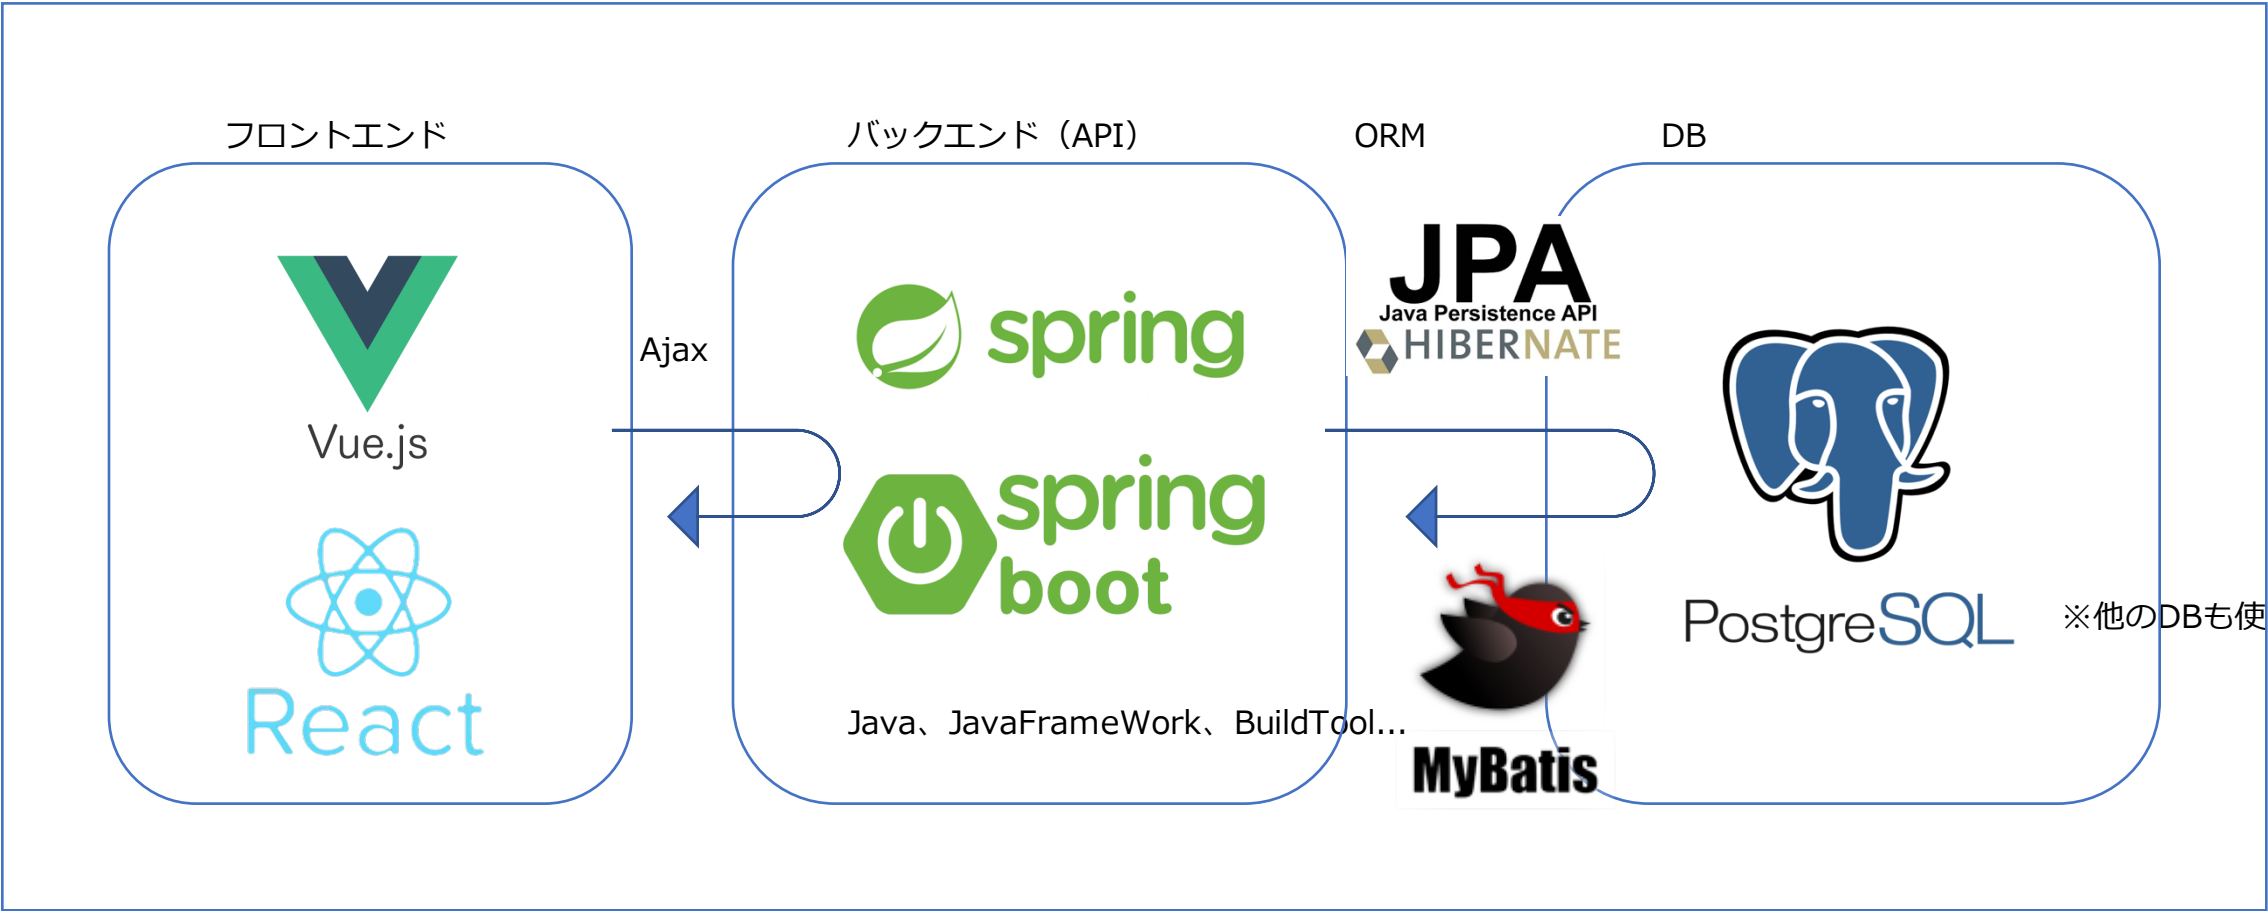 フロントエンド
バックエンド（API）
ORM
DB
Vue.js
React
Ajax
spring
spring
boot
Java、JavaFrameWork、BuildTool...
JPA
Java Persistence API
HIBERNATE
MyBatis
PostgreSQL
※他のDBも使